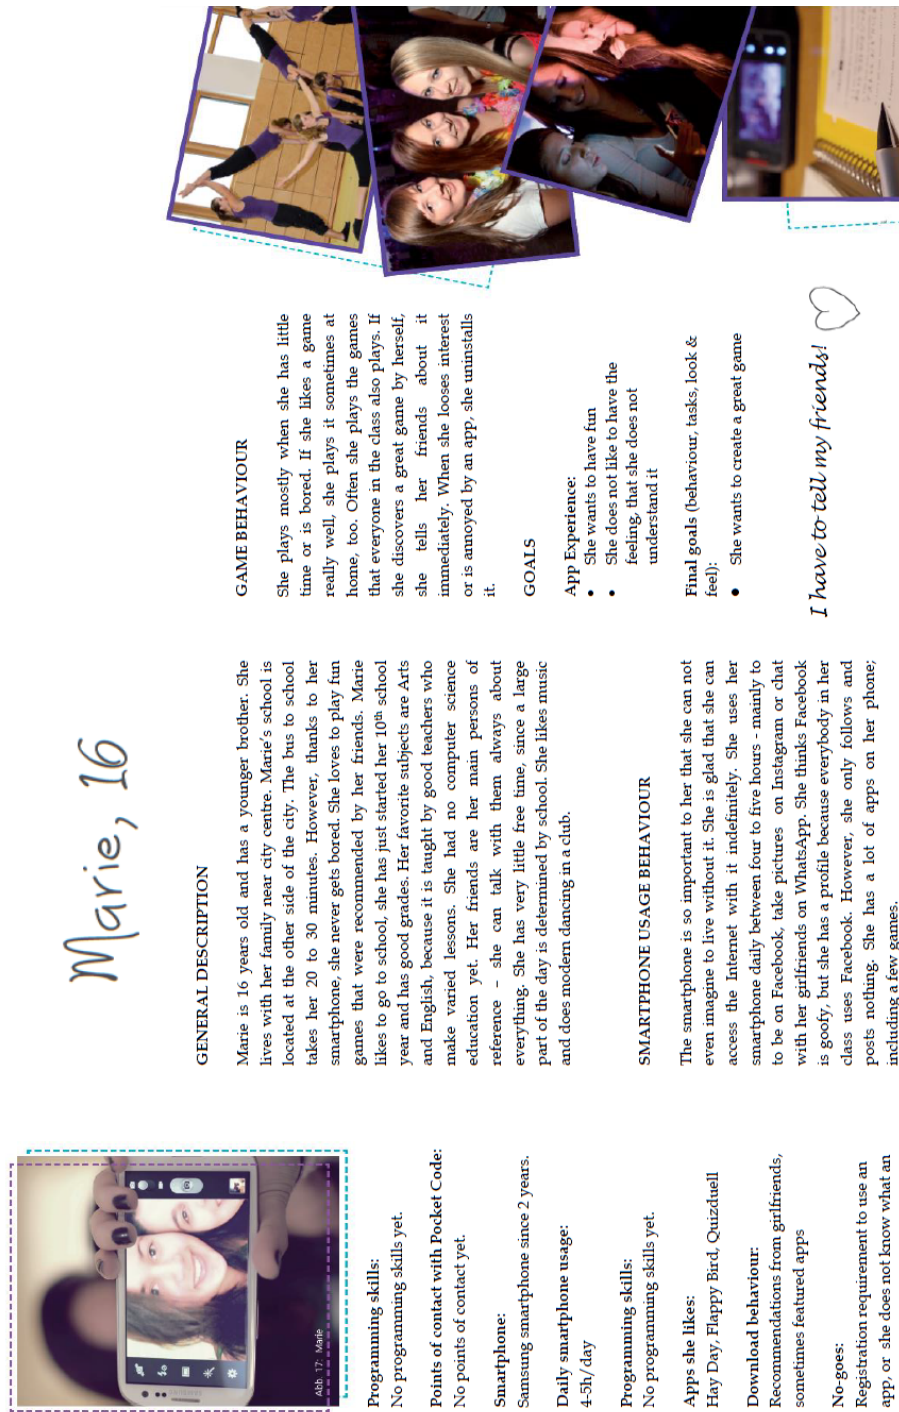 Marie, 16
Abb. 17: Marie
Programming skills:
No programming skills yet.
Points of contact with Pocket Code:
No points of contact yet.
Smartphone:
Samsung smartphone since 2 years.
Daily smartphone usage:
4-5h/day
Programming skills:
No programming skills yet.
Apps she likes:
Hay Day, Flappy Bird, Quizduell
Download behaviour:
Recommendations from girlfriends,
sometimes featured apps
No-goes:
Registration requirement to use an
app, or she does not know what an
GENERAL DESCRIPTION
Marie is 16 years old and has a younger brother. She
lives with her family near city centre. Marie's school is
located at the other side of the city. The bus to school
takes her 20 to 30 minutes. However, thanks to her
smartphone, she never gets bored. She loves to play fun
games that were recommended by her friends. Marie
likes to go to school, she has just started her 10th school
year and has good grades. Her favorite subjects are Arts
and English, because it is taught by good teachers who
make varied lessons. She had no computer science
education yet. Her friends are her main persons of
reference – she can talk with them always about
everything. She has very little free time, since a large
part of the day is determined by school. She likes music
and does modern dancing in a club.
SMARTPHONE USAGE BEHAVIOUR
The smartphone is so important to her that she can not
even imagine to live without it. She is glad that she can
access the Internet with it indefinitely. She uses her
smartphone daily between four to five hours - mainly to
to be on Facebook, take pictures on Instagram or chat
with her girlfriends on WhatsApp. She thinks Facebook
is goofy, but she has a profile because everybody in her
class uses Facebook. However, she only follows and
posts nothing. She has a lot of apps on her phone;
including a few games.
GAME BEHAVIOUR
She plays mostly when she has little
time or is bored. If she likes a game
really well, she plays it sometimes at
home, too. Often she plays the games
that everyone in the class also plays. If
she discovers a great game by herself,
she tells her friends about it
immediately. When she looses interest
or is annoyed by an app, she uninstalls
it.
GOALS
App Experience:
● She wants to have fun
● She does not like to have the
feeling, that she does not
understand it
Final goals (behaviour, tasks, look &
feel):
● She wants to create a great game
I have to tell my friends!